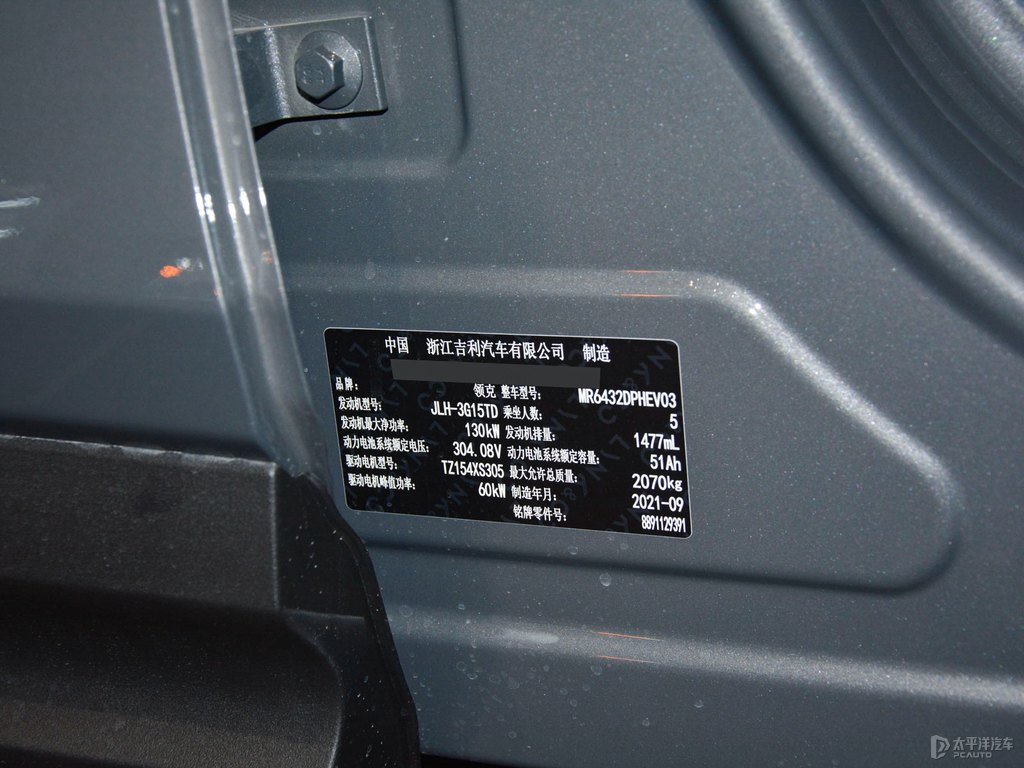 中国 浙江吉利汽车有限公司 制造
品牌: 领克 整车型号: MR6432DPHEV03
发动机型号: JLH-3G15TD 乘坐人数: 5
发动机最大净功率: 130kW 发动机排量: 1477mL
动力电池系统额定电压: 304.08V 动力电池系统额定容量: 51Ah
驱动电机型号: TZ154XS305 最大允许总质量: 2070kg
驱动电机峰值功率: 60kW 制造年月: 2021-09
铭牌零件号: 8891129391
太平洋汽车
PCAUTO